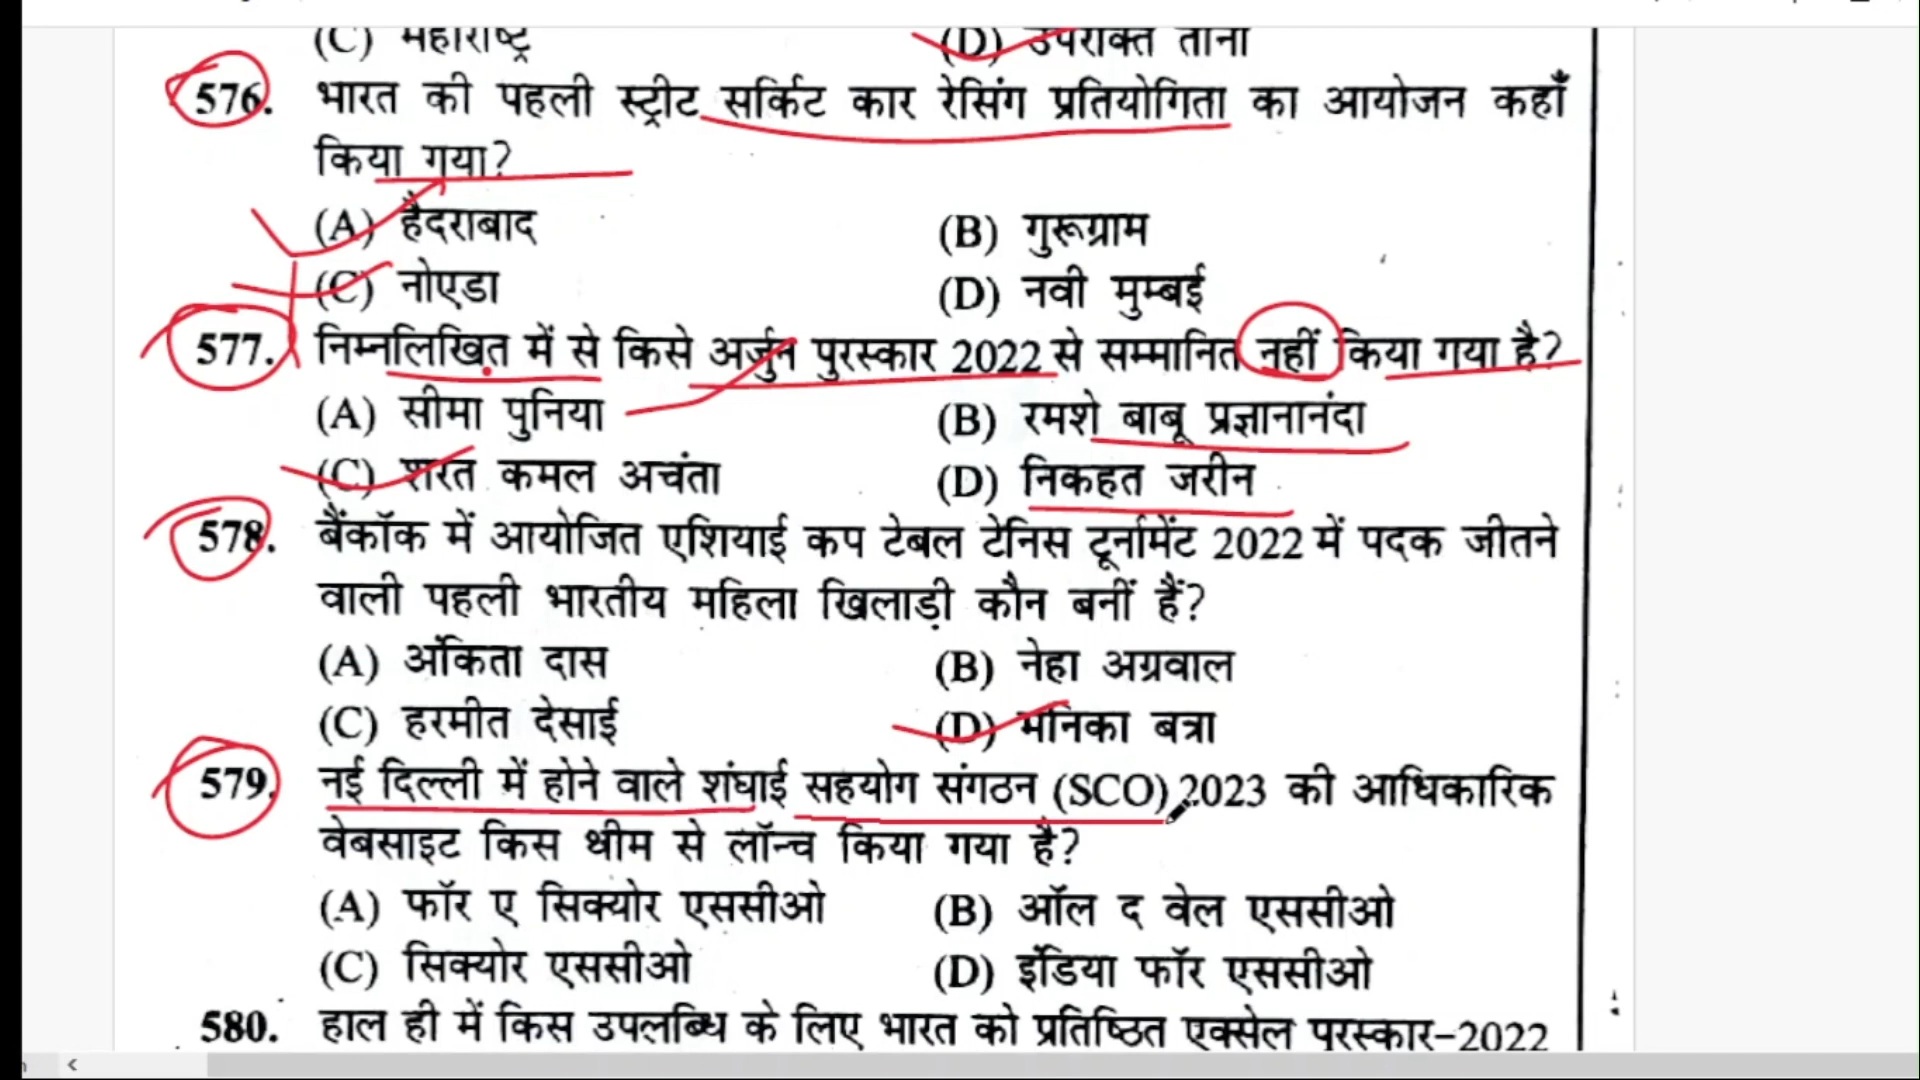 (C) महाराष्ट्र (D) उपरोक्त तीनों
576. भारत की पहली स्ट्रीट सर्किट कार रेसिंग प्रतियोगिता का आयोजन कहाँ
किया गया?
(A) हैदराबाद (B) गुरूग्राम
(C) नोएडा (D) नवी मुम्बई
577. निम्नलिखित में से किसे अर्जुन पुरस्कार 2022 से सम्मानित नहीं किया गया है?
(A) सीमा पुनिया (B) रमशे बाबू प्रज्ञानानंदा
(C) शरत कमल अचंता (D) निकहत जरीन
578. बैंकॉक में आयोजित एशियाई कप टेबल टेनिस टूर्नामेंट 2022 में पदक जीतने
वाली पहली भारतीय महिला खिलाड़ी कौन बनीं हैं?
(A) अंकिता दास (B) नेहा अग्रवाल
(C) हरमीत देसाई (D) मनिका बत्रा
579. नई दिल्ली में होने वाले शंघाई सहयोग संगठन (SCO) 2023 की आधिकारिक
वेबसाइट किस थीम से लॉन्च किया गया है?
(A) फॉर ए सिक्योर एससीओ (B) ऑल द वेल एससीओ
(C) सिक्योर एससीओ (D) इंडिया फॉर एससीओ
580. हाल ही में किस उपलब्धि के लिए भारत को प्रतिष्ठित एक्सेल पुरस्कार-2022